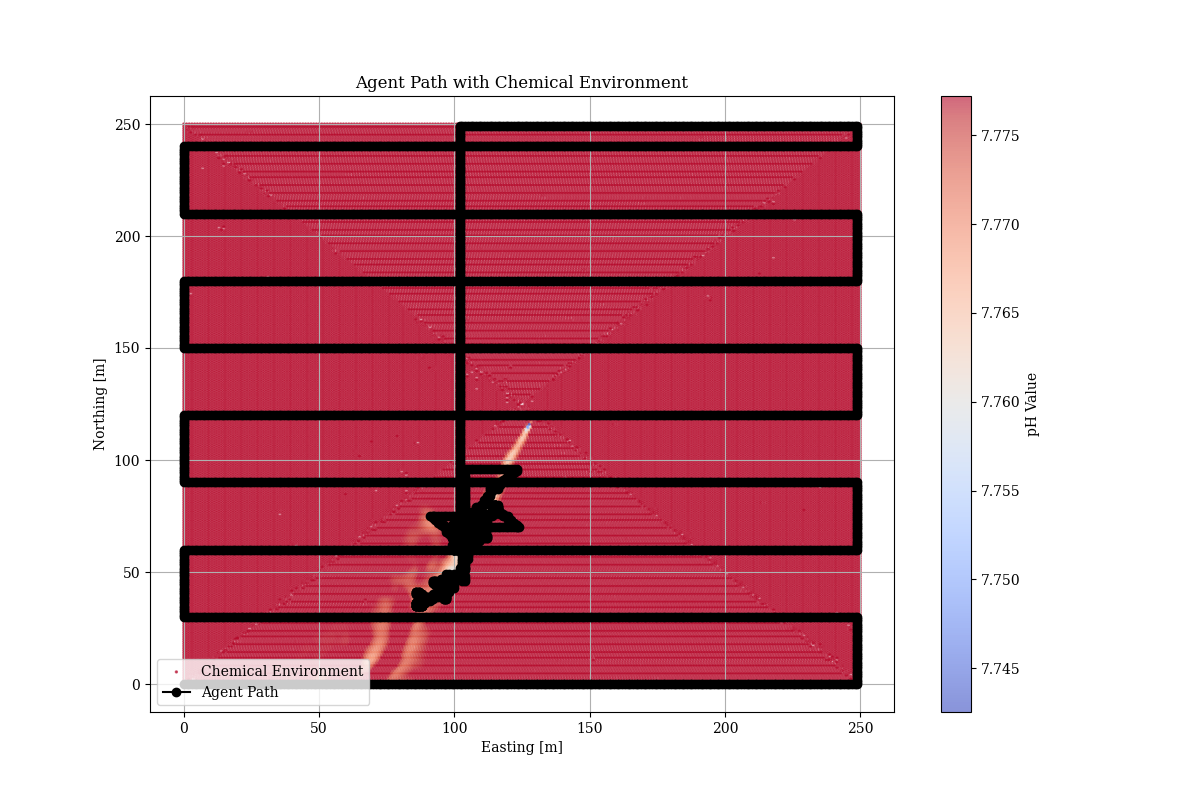 Agent Path with Chemical Environment
250
200
150
100
50
0
Northing [m]
0 50 100 150 200 250
Easting [m]
Chemical Environment
Agent Path
7.775
7.770
7.765
7.760
7.755
7.750
7.745
pH Value